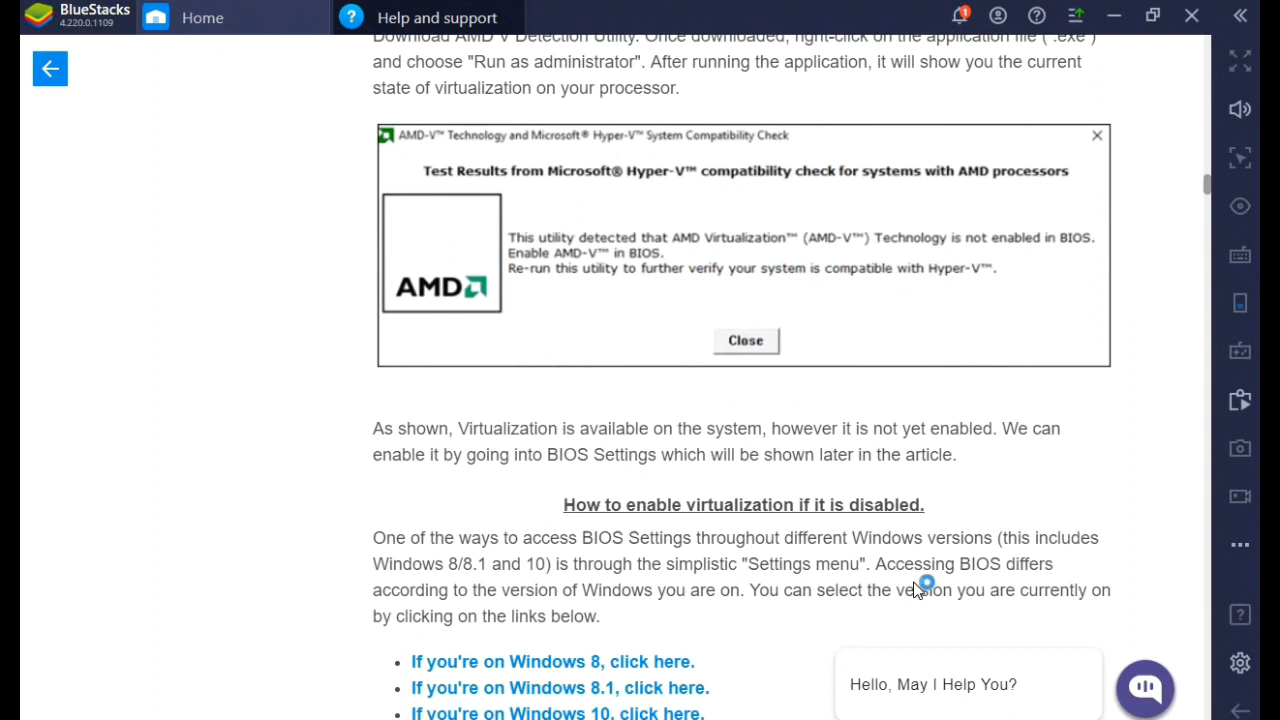 BlueStacks
4.220.0.1109
Home
? Help and support
1
Download AMD V Detection Utility. Once downloaded, right-click on the application file ( ".exe")
and choose "Run as administrator". After running the application, it will show you the current
state of virtualization on your processor.
AMD-V™ Technology and Microsoft® Hyper-V™ System Compatibility Check
Test Results from Microsoft® Hyper-V™ compatibility check for systems with AMD processors
AMD
This utility detected that AMD Virtualization™ (AMD-V™) Technology is not enabled in BIOS.
Enable AMD-V™ in BIOS.
Re-run this utility to further verify your system is compatible with Hyper-V™.
Close
As shown, Virtualization is available on the system, however it is not yet enabled. We can
enable it by going into BIOS Settings which will be shown later in the article.
How to enable virtualization if it is disabled.
One of the ways to access BIOS Settings throughout different Windows versions (this includes
Windows 8/8.1 and 10) is through the simplistic "Settings menu". Accessing BIOS differs
according to the version of Windows you are on. You can select the version you are currently on
by clicking on the links below.
If you're on Windows 8, click here.
If you're on Windows 8.1, click here.
If you're on Windows 10, click here.
Hello, May I Help You?